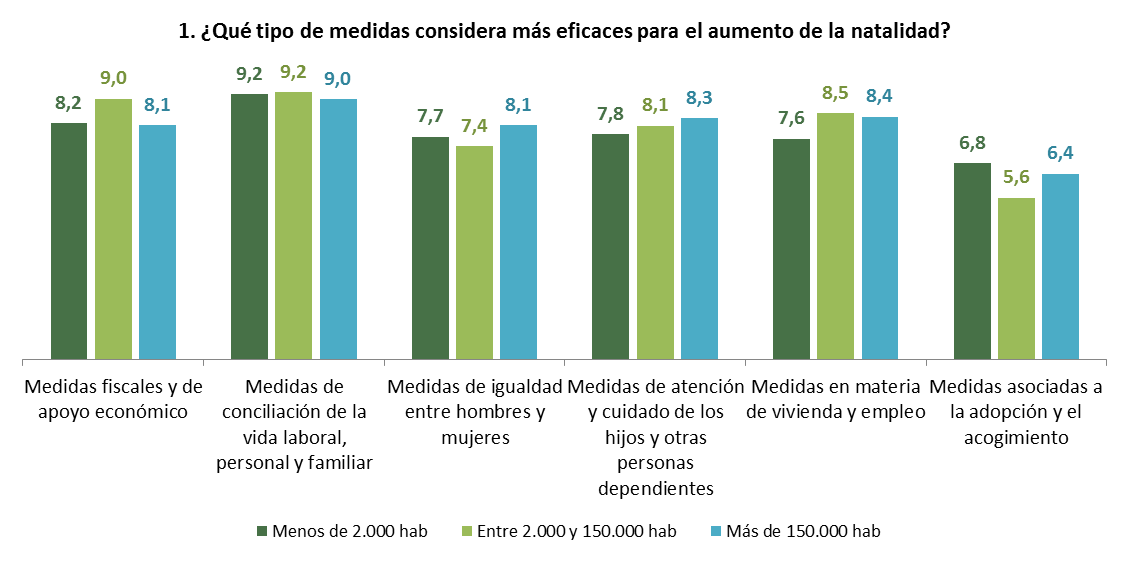 1. ¿Qué tipo de medidas considera más eficaces para el aumento de la natalidad?
8,2
9,0
8,1
9,2
9,2
9,0
7,7
7,4
8,1
7,8
8,1
8,3
7,6
8,5
8,4
6,8
5,6
6,4
Medidas fiscales y de
apoyo económico
Medidas de
conciliación de la
vida laboral,
personal y familiar
Medidas de igualdad
entre hombres y
mujeres
Medidas de atención
y cuidado de los
hijos y otras
personas
dependientes
Medidas en materia
de vivienda y empleo
Medidas asociadas a
la adopción y el
acogimiento
Menos de 2.000 hab
Entre 2.000 y 150.000 hab
Más de 150.000 hab